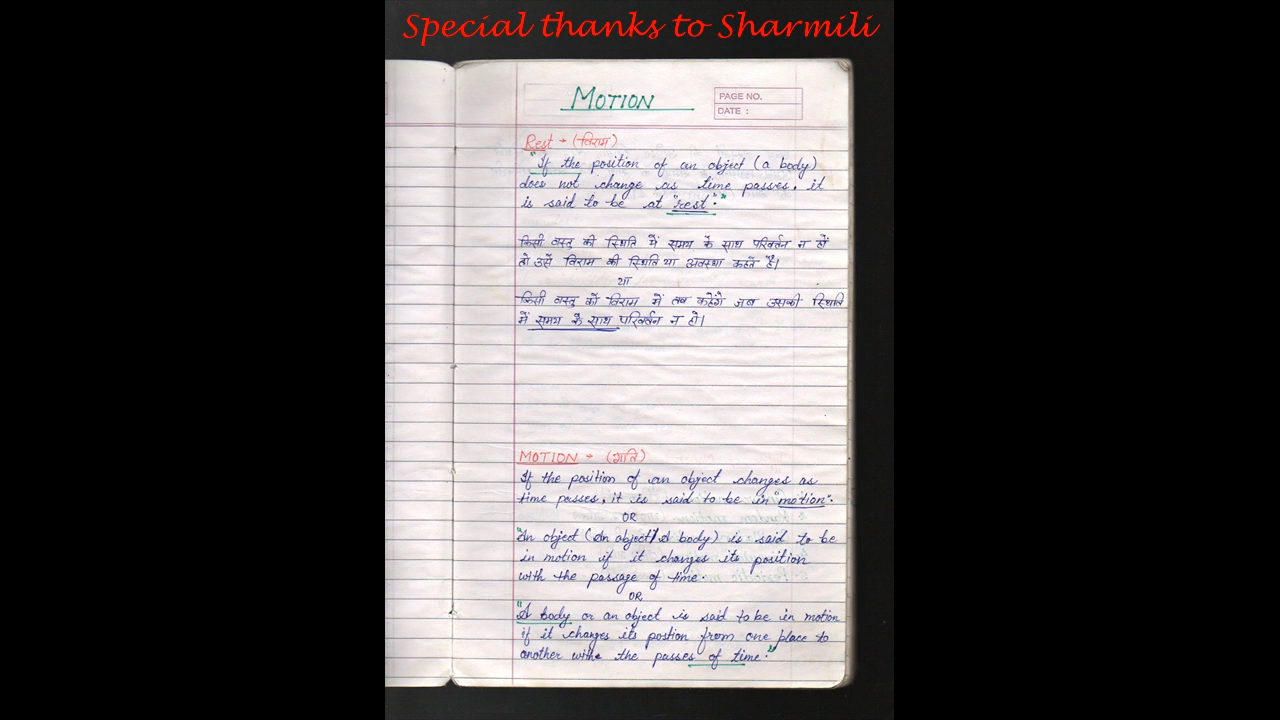 Special thanks to Sharmili
MOTION
PAGE NO.
DATE :
Rest → (विराम)
"If the position of an object (a body)
does not change as time passes, it
is said to be at "rest"."
किसी वस्तु की स्थिति में समय के साथ परिवर्तन न हों
तो उसें विराम की स्थिति या अवस्था कहतें हैं।
या
किसी वस्तु कों विराम में तब कहेंगें जब उसकी स्थिति
में समय के साथ परिवर्तन न हो।
MOTION → (गति)
If the position of an object changes as
time passes, it is said to be in "motion".
OR
"An object (An object/A body) is said to be
in motion if it changes its position
with the passage of time.
OR
"A body or an object is said to be in motion
if it changes its postion from one place to
another with the passes of time."